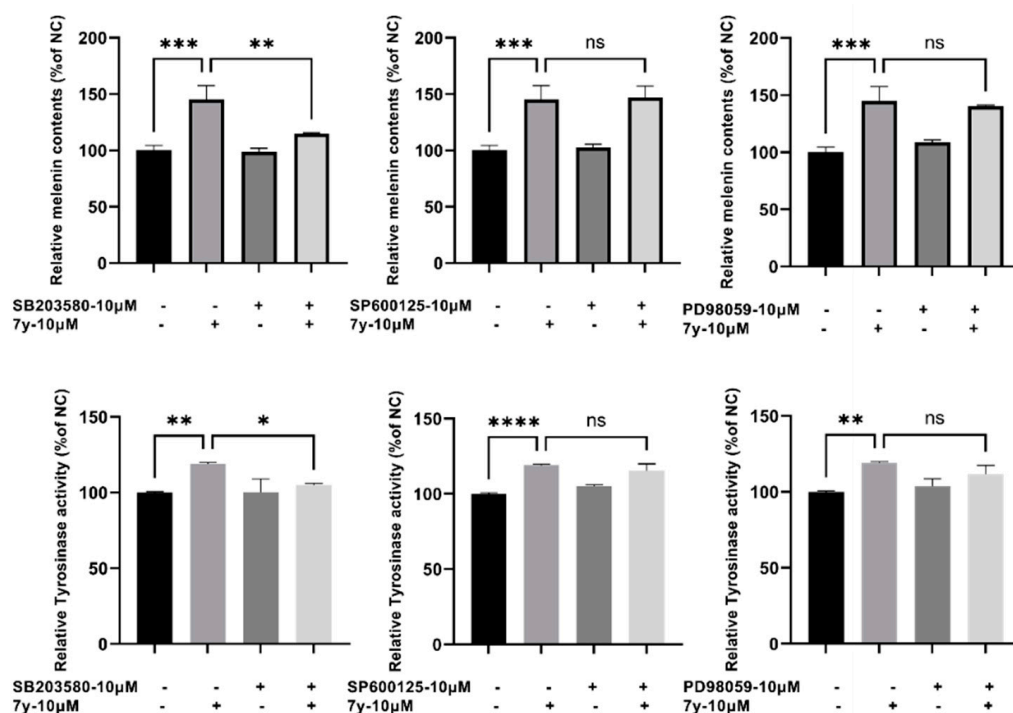 Relative melenin contents (%of NC)
200
150
100
50
0
*** **
SB203580-10μM - - + +
7y-10μM - + - +
Relative melenin contents (%of NC)
200
150
100
50
0
*** ns
SP600125-10μM - - + +
7y-10μM - + - +
Relative melenin contents (%of NC)
200
150
100
50
0
*** ns
PD98059-10μM - - + +
7y-10μM - + - +
Relative Tyrosinase activity (%of NC)
150
100
50
0
** *
SB203580-10μM - - + +
7y-10μM - + - +
Relative Tyrosinase activity (%of NC)
150
100
50
0
**** ns
SP600125-10μM - - + +
7y-10μM - + - +
Relative Tyrosinase activity (%of NC)
150
100
50
0
** ns
PD98059-10μM - - + +
7y-10μM - + - +